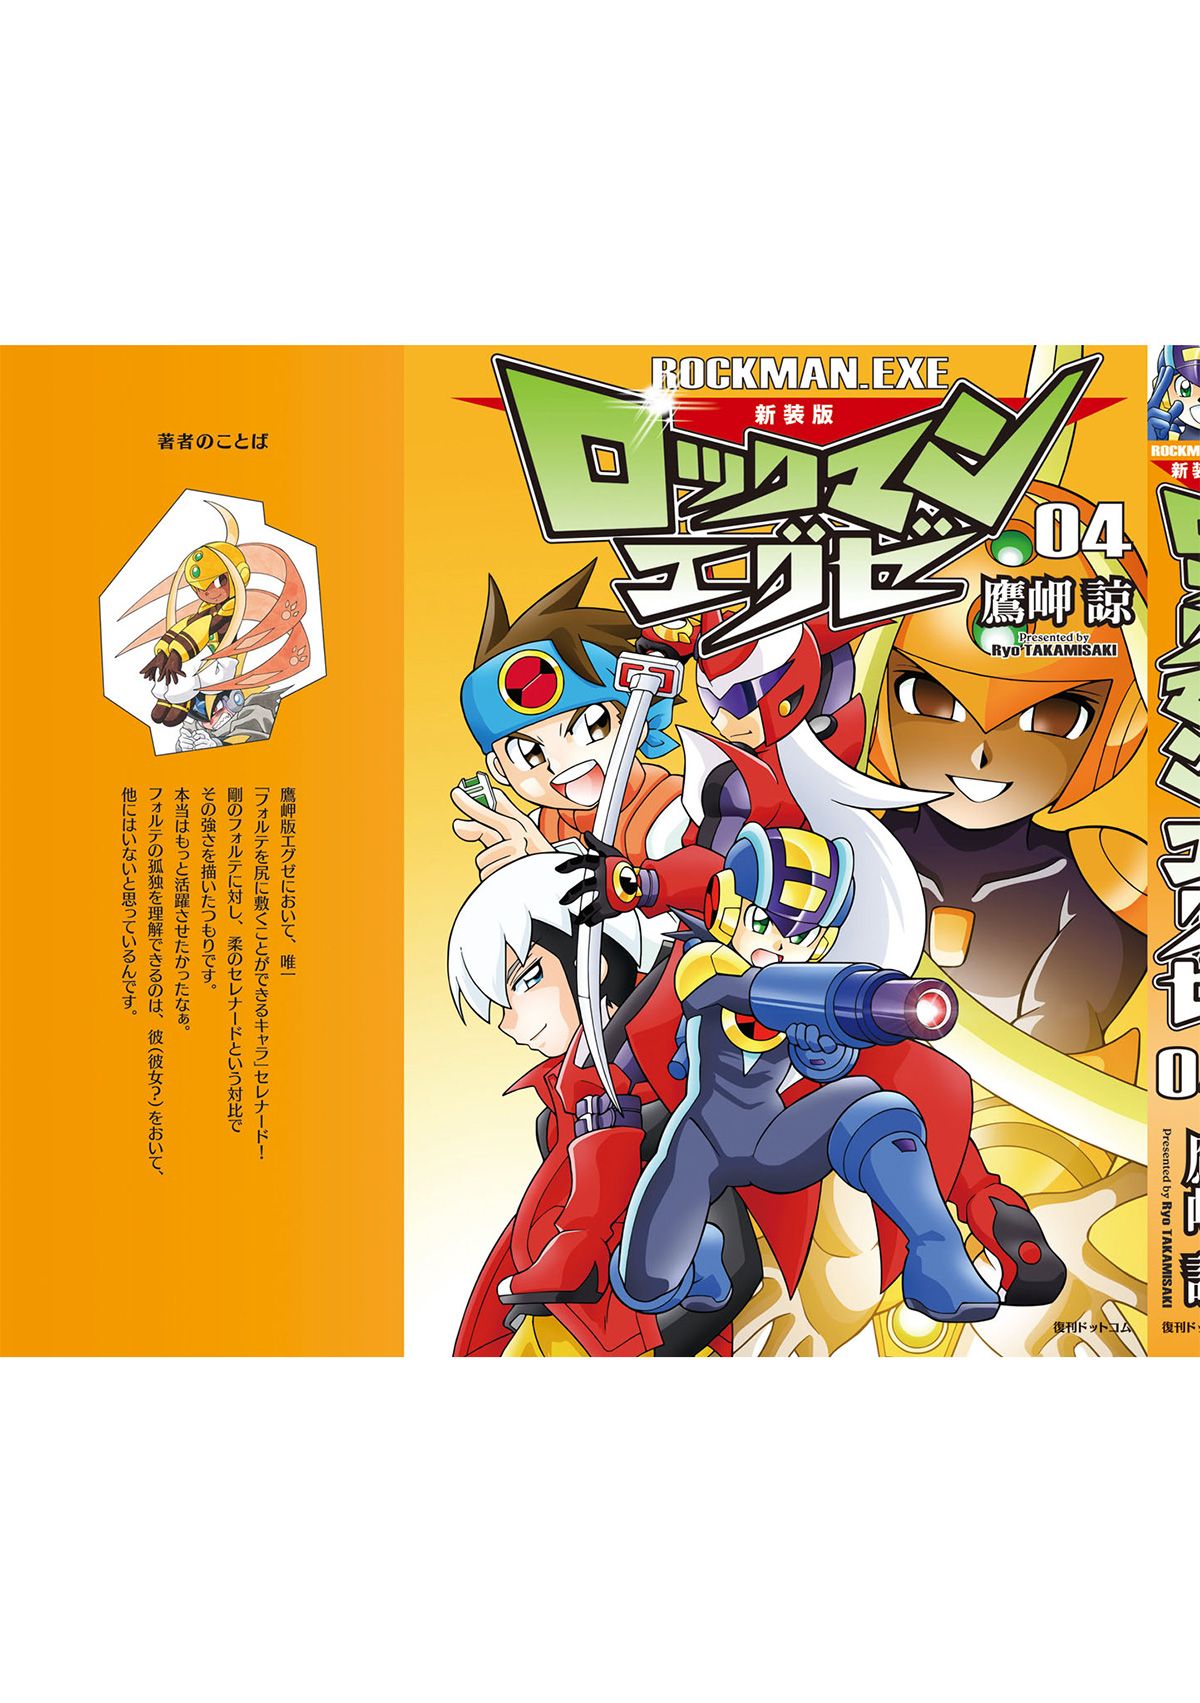 著者のことば
鷹岬版エグゼにおいて、唯一
「フォルテを尻に敷くことができるキャラ」セレナード!
剛のフォルテに対し、柔のセレナードという対比で
その強さを描いたつもりです。
本当はもっと活躍させたかったなぁ。
フォルテの孤独を理解できるのは、彼(彼女?)をおいて、
他にはいないと思っているんです。
ROCKMAN.EXE
新装版
ロックマン
エグゼ
04
鷹岬 諒
Presented by
Ryo TAKAMISAKI
復刊ドットコム
Presented by Ryo TAKAMISAKI